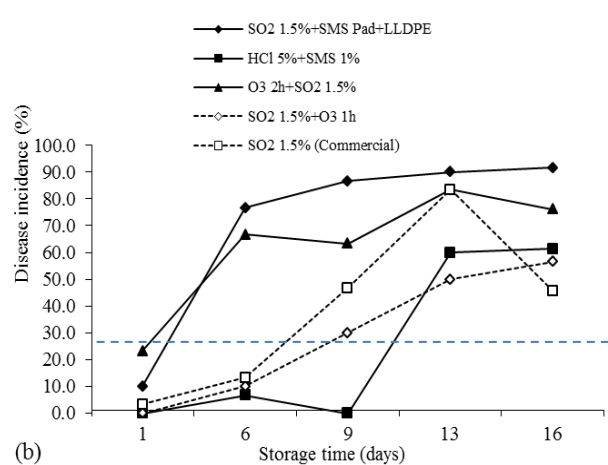 SO2 1.5%+SMS Pad+LLDPE
HCl 5%+SMS 1%
O3 2h+SO2 1.5%
SO2 1.5%+O3 1h
SO2 1.5% (Commercial)
Disease incidence (%)
100.0
90.0
80.0
70.0
60.0
50.0
40.0
30.0
20.0
10.0
0.0
1 6 9 13 16
Storage time (days)
(b)